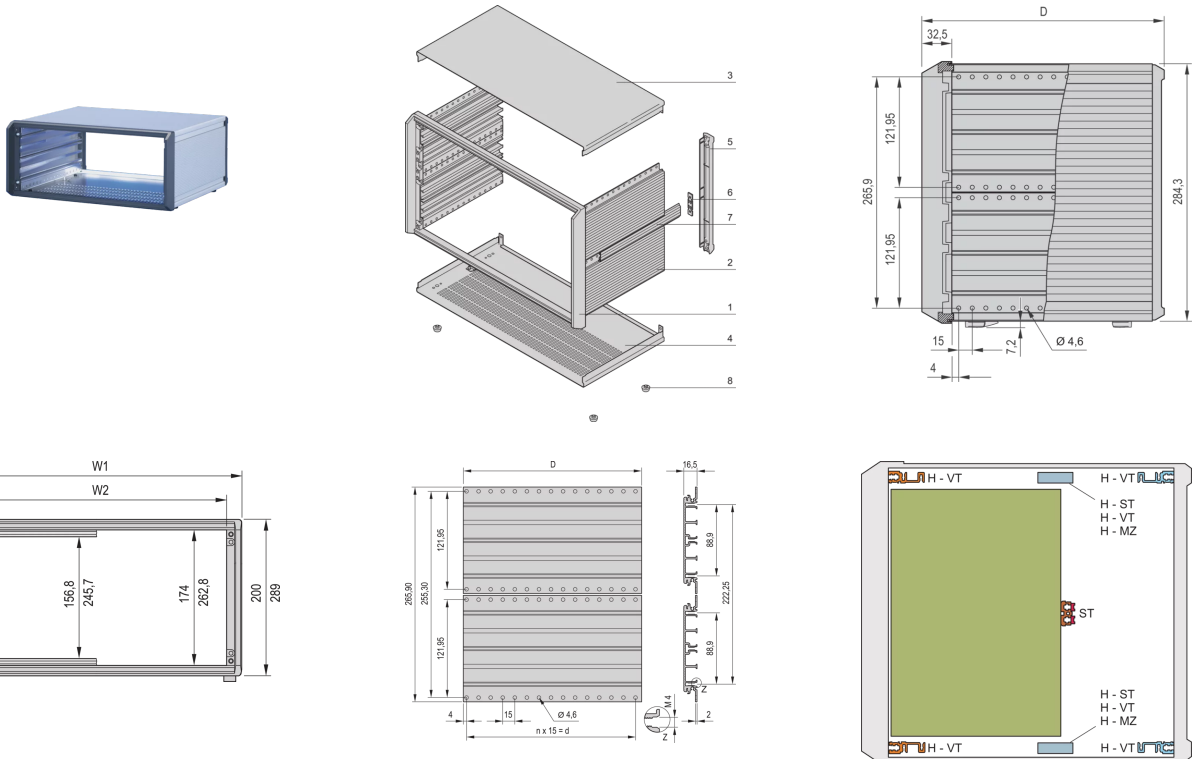 3
5
6
7
2
1
4
8
D
32,5
121,95
265,9
121,95
284,3
15
7,2
Ø 4,6
4
W1
W2
156,8
245,7
174
262,8
200
289
D
16,5
121,95
265,90
255,30
88,9
222,25
121,95
88,9
Z
M 4
4
15
Ø 4,6
2
n x 15 = d
Z
H - VT
H - VT
H - ST
H - VT
H - MZ
ST
H - ST
H - VT
H - MZ
H - VT
H - VT